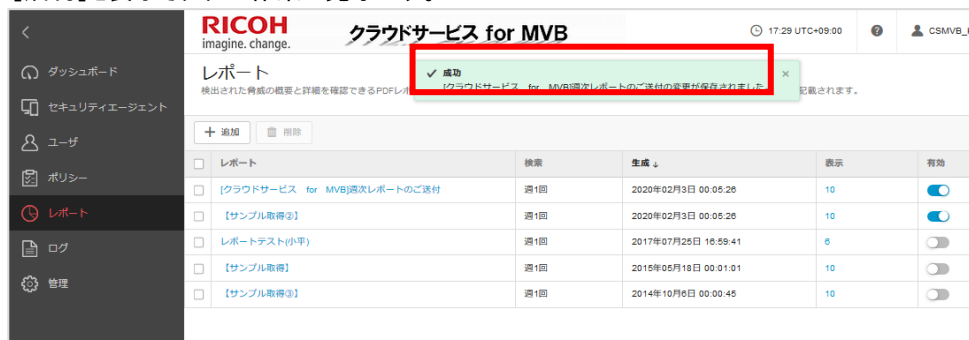 RICOH
imagine. change.
クラウドサービス for MVB
17:29 UTC+09:00
ダッシュボード
セキュリティエージェント
ユーザ
ポリシー
レポート
ログ
管理
レポート
成功
[クラウドサービス for MVB]週次レポートのご送付の変更が保存されました
検出された脅威の概要と詳細を確認できるPDFレポ
記載されます。
追加 削除
レポート 検索 生成↓ 表示 有効
[クラウドサービス for MVB]週次レポートのご送付 週1回 2020年02月3日 00:05:26 10
【サンプル取得②】 週1回 2020年02月3日 00:05:26 10
レポートテスト(小平) 週1回 2017年07月25日 16:59:41 6
【サンプル取得】 週1回 2015年05月18日 00:01:01 10
【サンプル取得③】 週1回 2014年10月6日 00:00:45 10